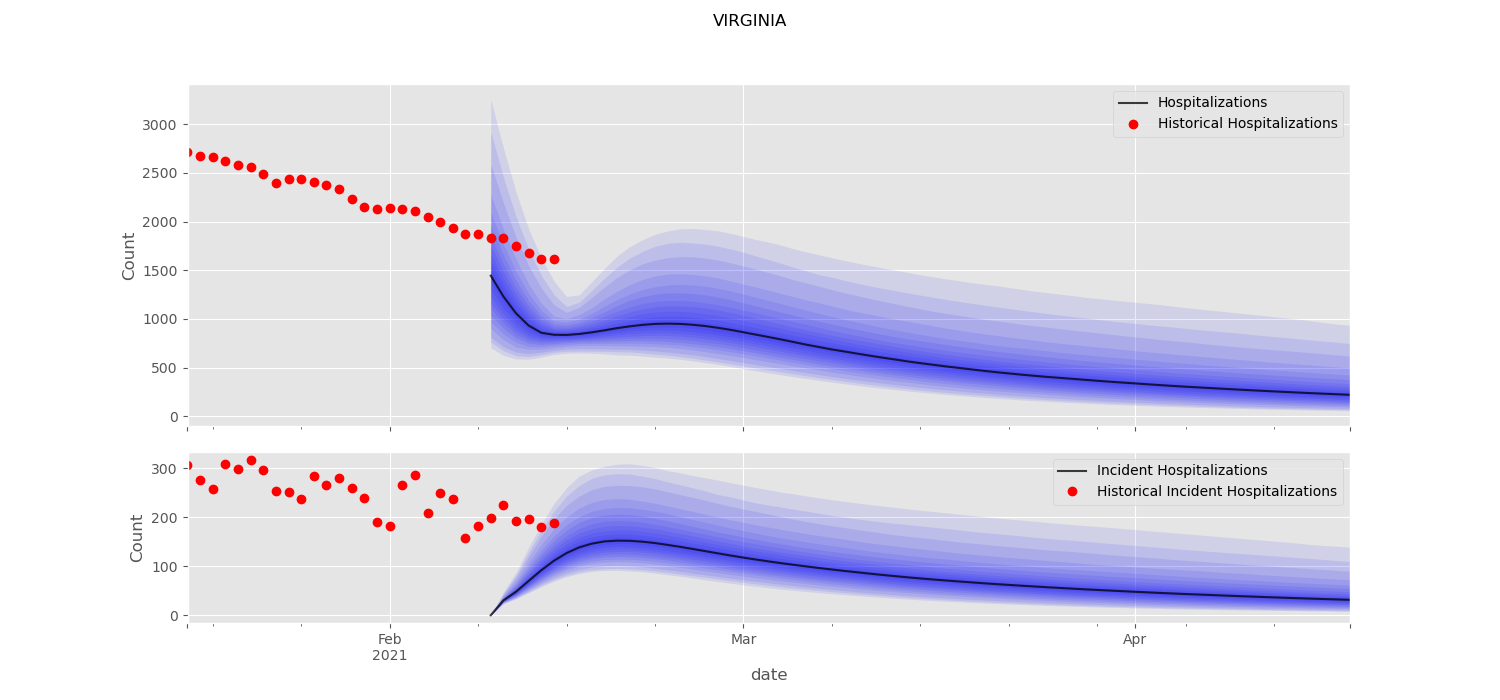 VIRGINIA
Hospitalizations
Historical Hospitalizations
Count
3000
2500
2000
1500
1000
500
0
Incident Hospitalizations
Historical Incident Hospitalizations
Count
300
200
100
0
Feb
2021
Mar
Apr
date